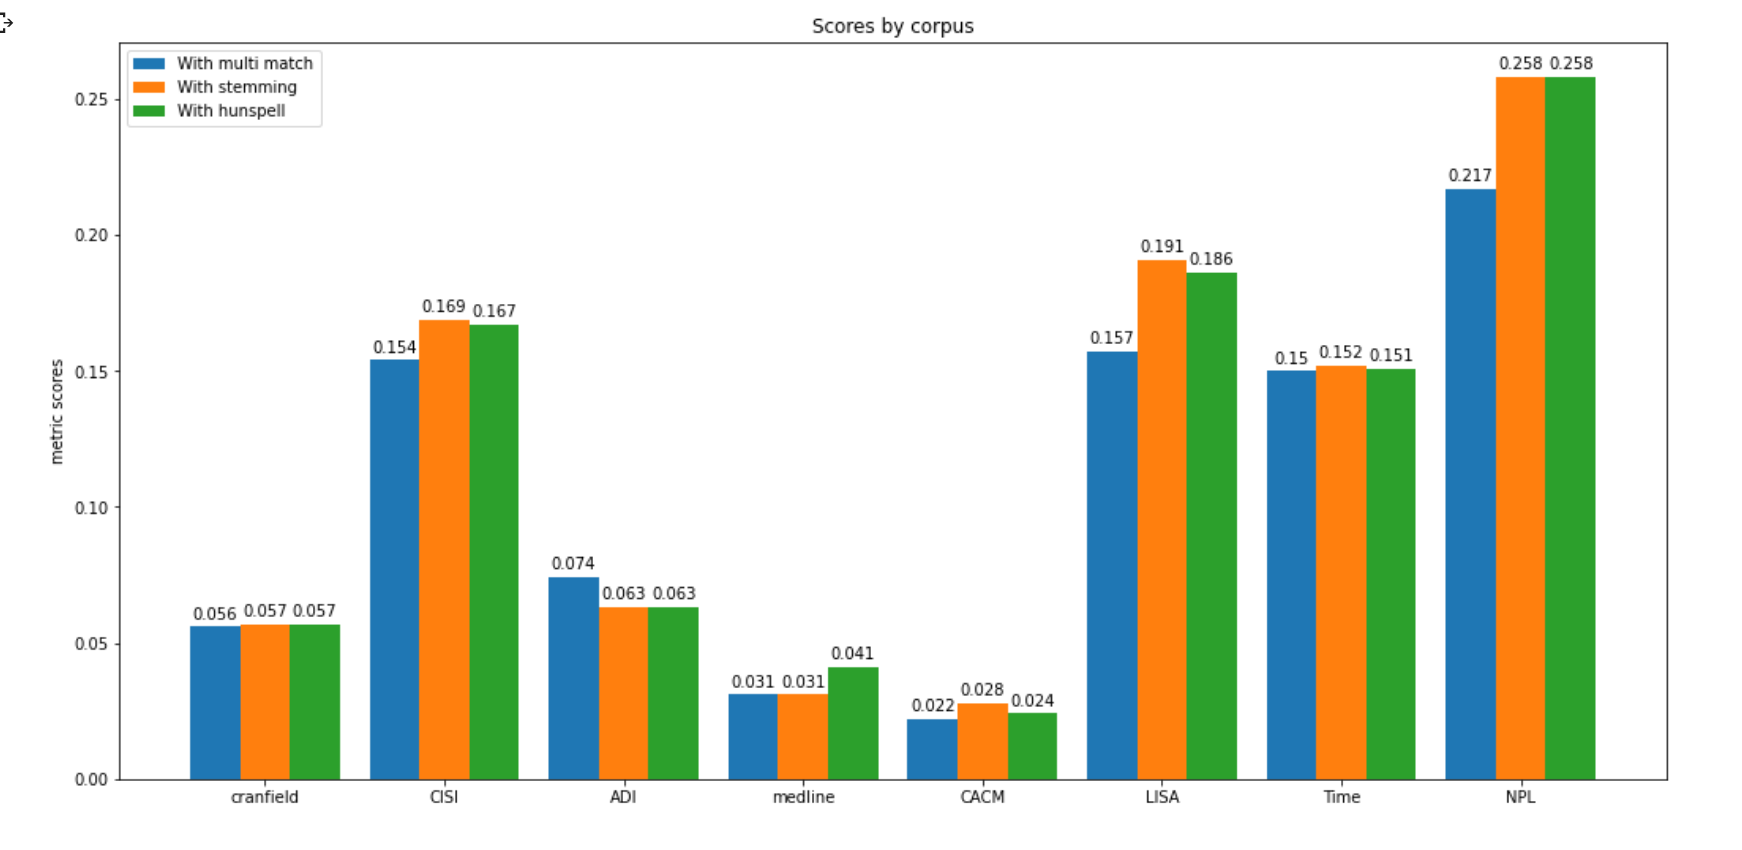 Scores by corpus
With multi match
With stemming
With hunspell
metric scores
0.25
0.20
0.15
0.10
0.05
0.00
0.056 0.057 0.057
0.154 0.169 0.167
0.074 0.063 0.063
0.031 0.031 0.041
0.022 0.028 0.024
0.157 0.191 0.186
0.15 0.152 0.151
0.217 0.258 0.258
cranfield CISI ADI medline CACM LISA Time NPL